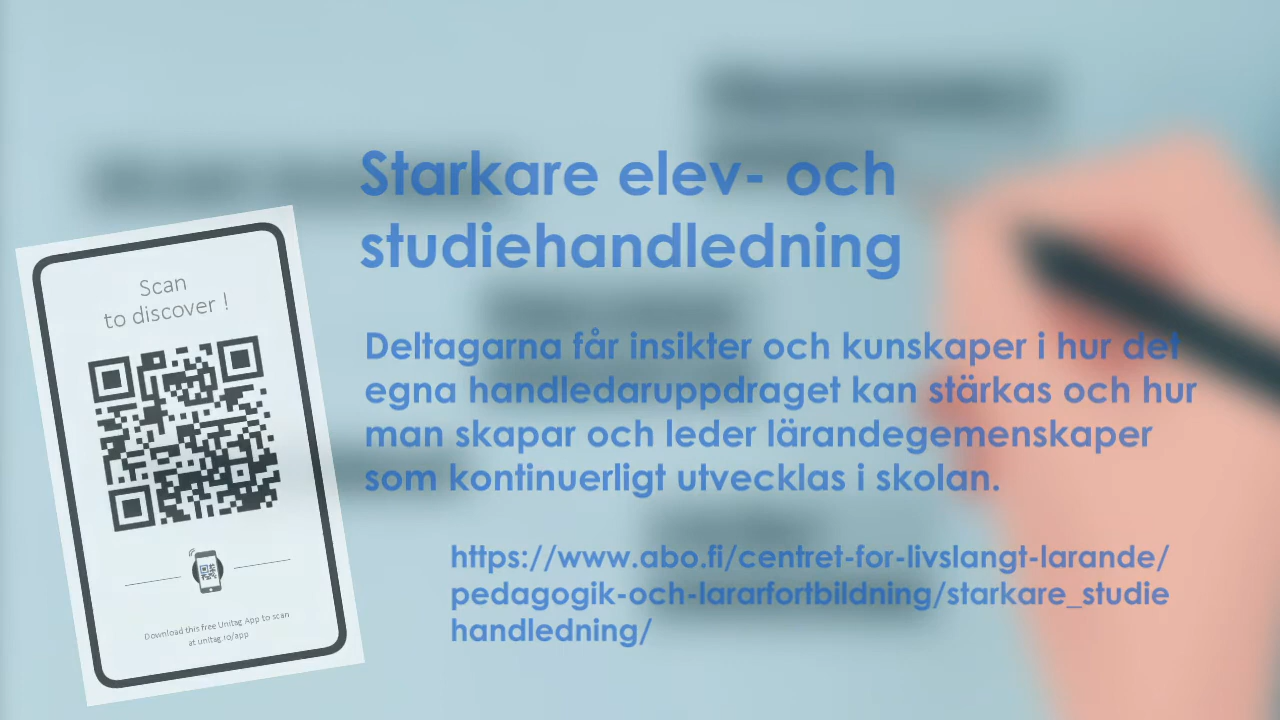 Starkare elev- och
studiehandledning
Scan
to discover !
Deltagarna får insikter och kunskaper i hur det
egna handledaruppdraget kan stärkas och hur
man skapar och leder lärandegemenskaper
som kontinuerligt utvecklas i skolan.
https://www.abo.fi/centret-for-livslangt-larande/
pedagogik-och-lararfortbildning/starkare_studie
handledning/
Download this free Unitag App to scan
at unitag.io/app